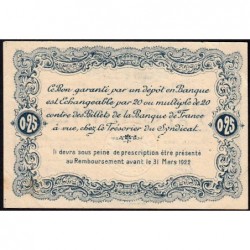 Ce Bon garanti par un dépôt en Banque
est Echangeable par 20 ou multiple de 20
contre des Billets de la Banque de France
à vue, chez le Trésorier du Syndicat.
0.25
0.25
Il devra sous peine de prescription être présenté
au Remboursement avant le 31 Mars 1922